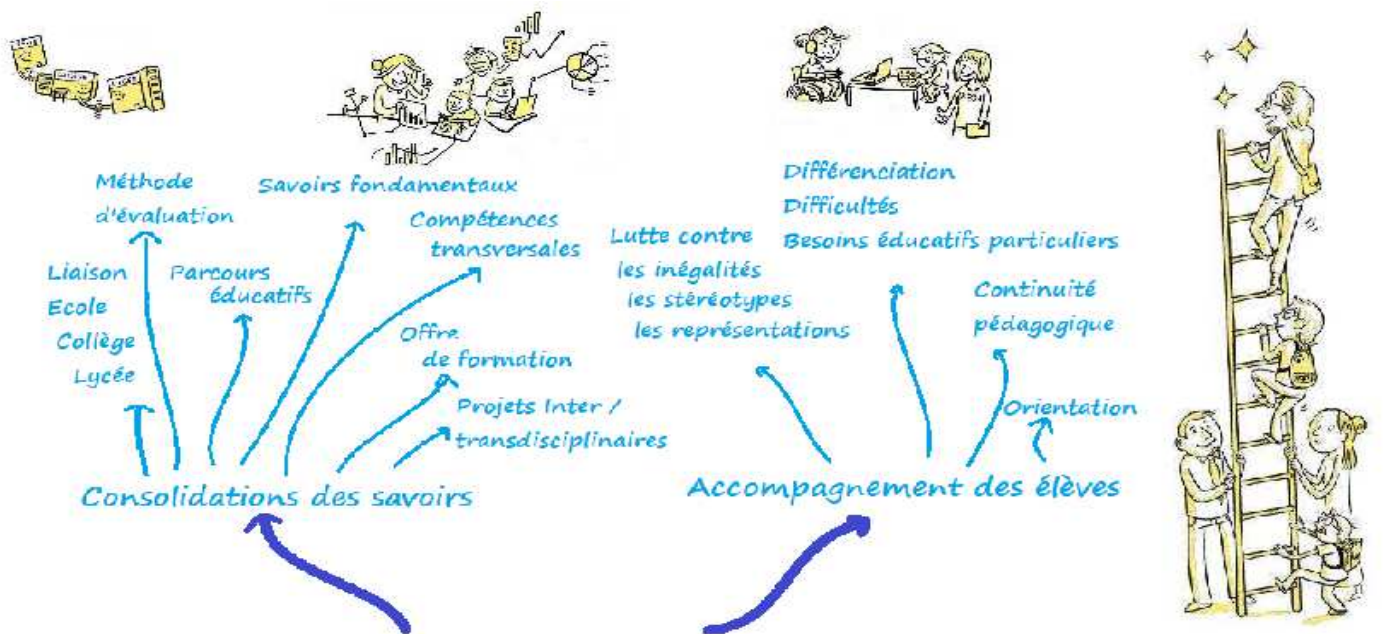 Méthode
d'évaluation
Savoirs fondamentaux
Compétences
transversales
Liaison
Ecole
Collège
Lycée
Parcours
éducatifs
Offre
de formation
Projets Inter /
transdisciplinaires
Consolidations des savoirs
Différenciation
Difficultés
Besoins éducatifs particuliers
Lutte contre
les inégalités
les stéréotypes
les représentations
Continuité
pédagogique
Orientation
Accompagnement des élèves